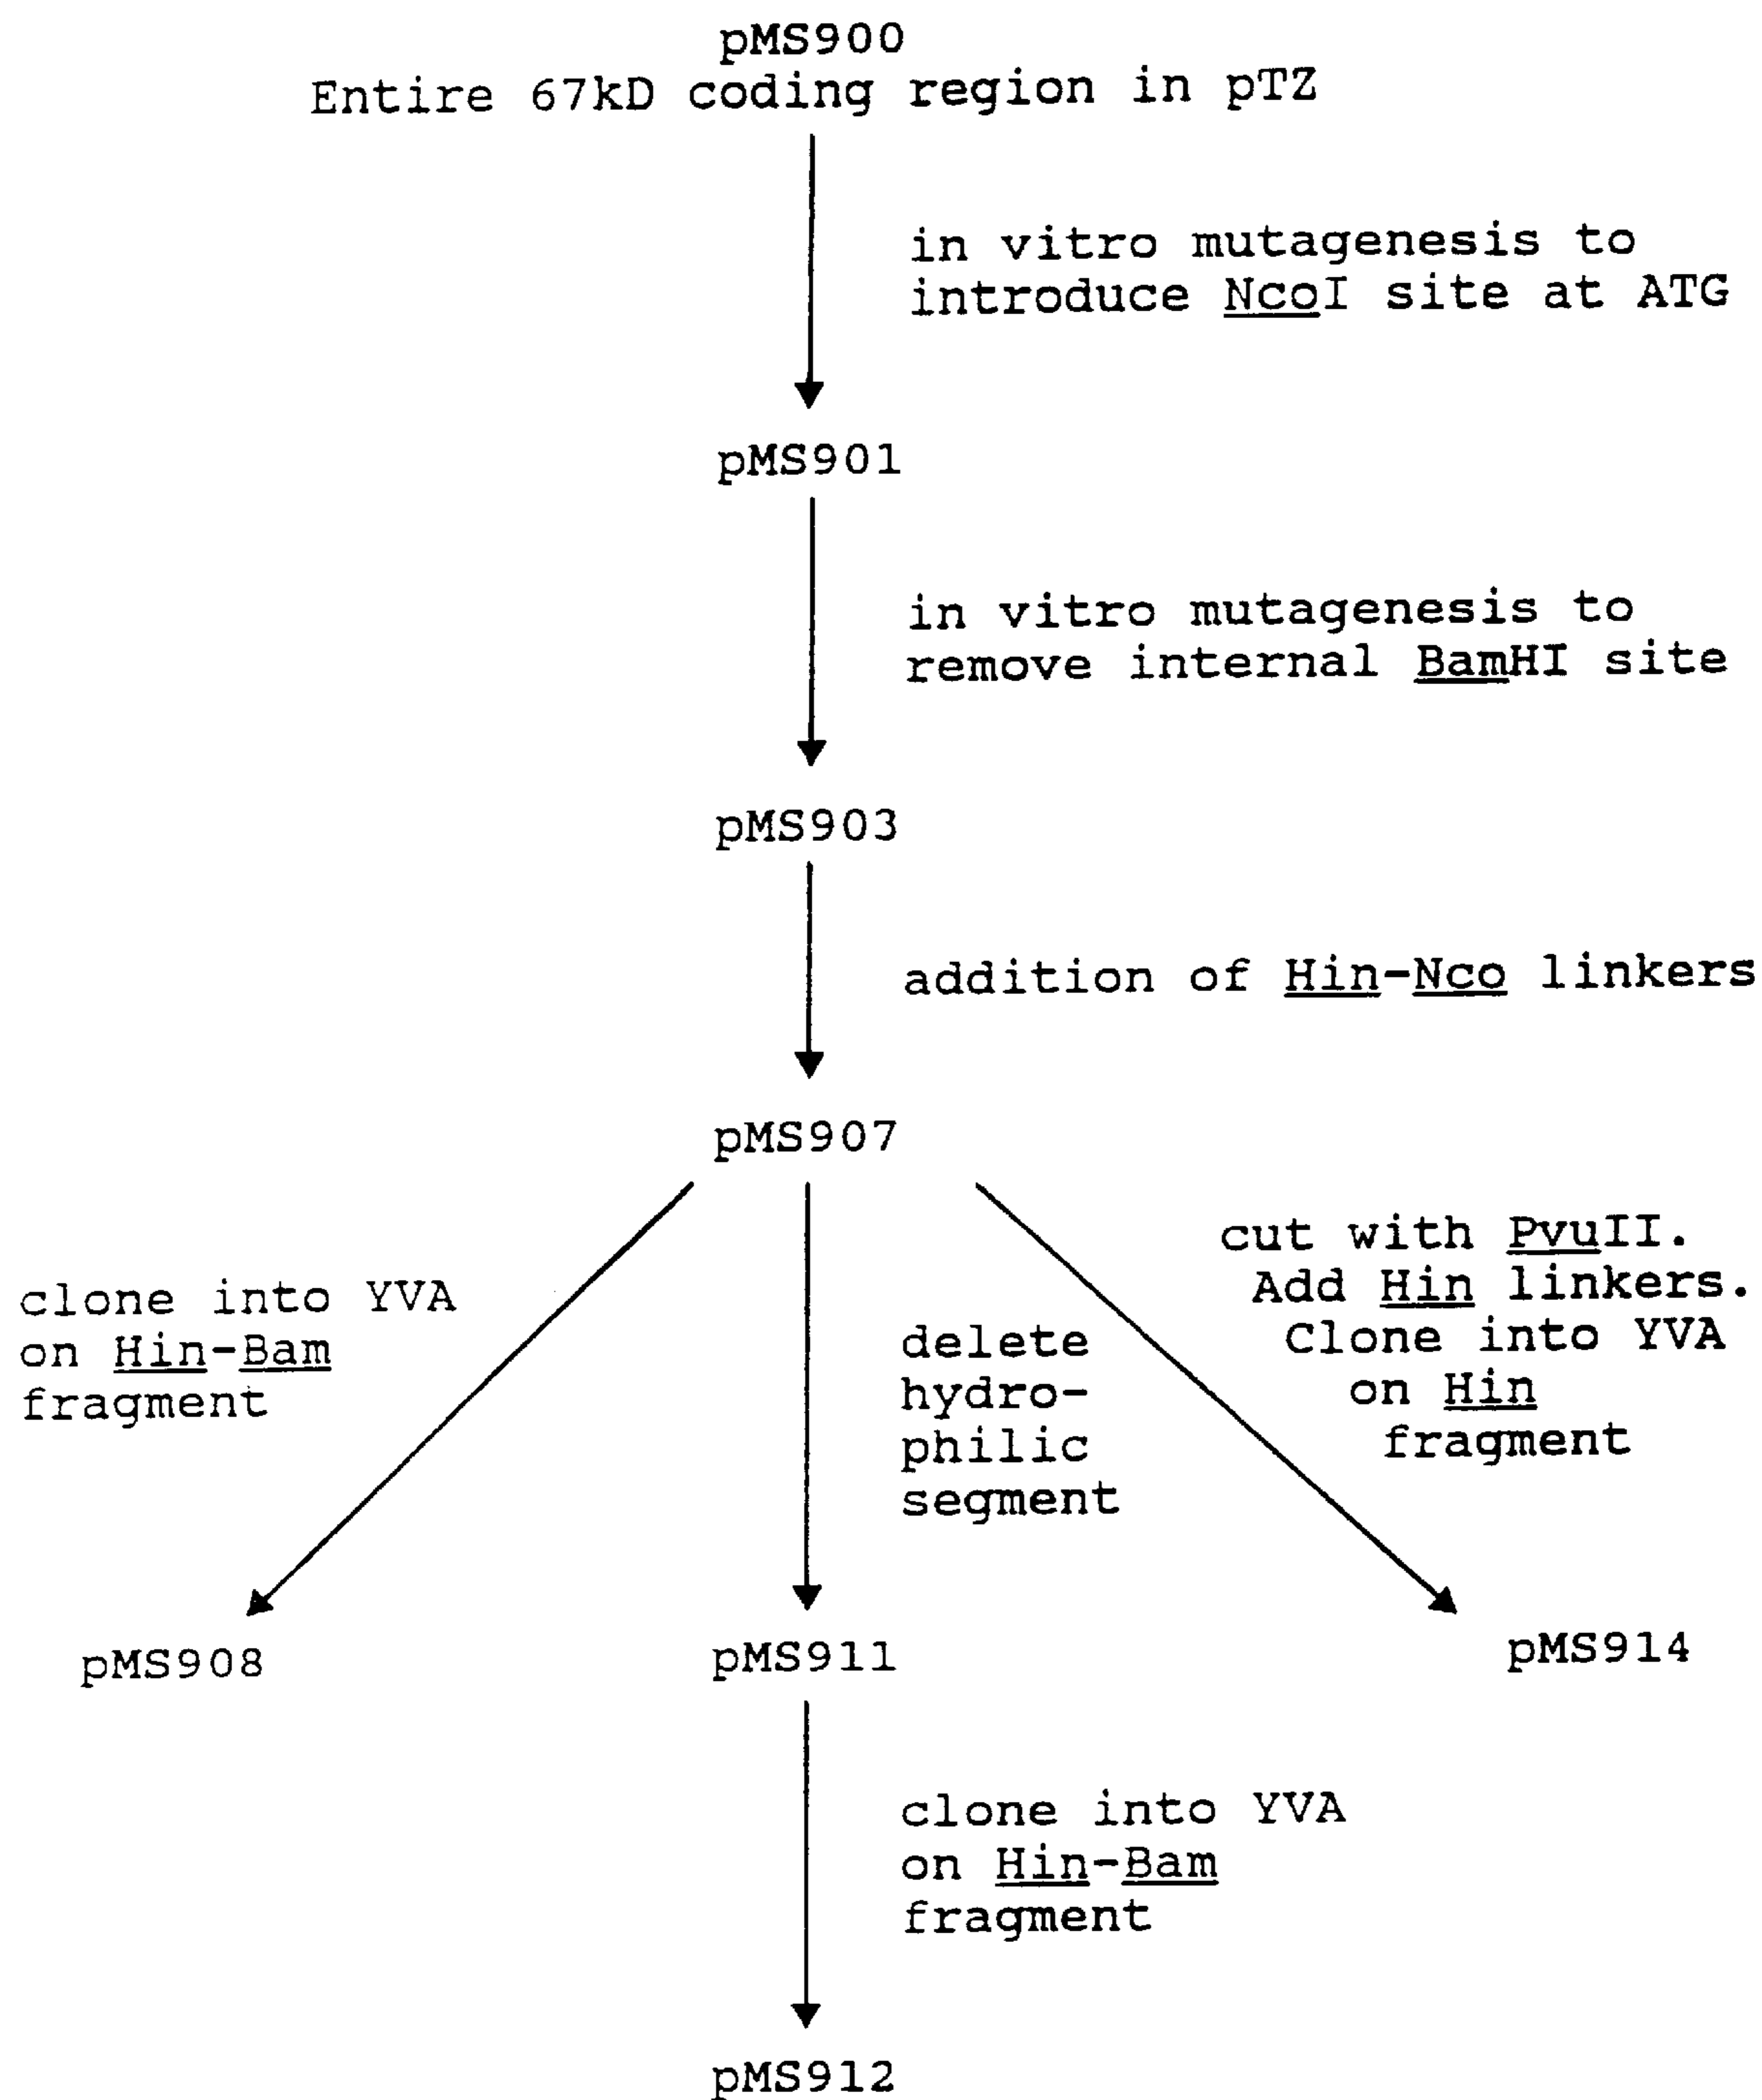 pMS900
Entire 67kD coding region in pTZ
in vitro mutagenesis to
introduce NcoI site at ATG
pMS901
in vitro mutagenesis to
remove internal BamHI site
pMS903
addition of Hin-Nco linkers
pMS907
clone into YVA
on Hin-Bam
fragment
delete
hydro-
philic
segment
cut with PvuII.
Add Hin linkers.
Clone into YVA
on Hin
fragment
pMS908
pMS911
pMS914
clone into YVA
on Hin-Bam
fragment
pMS912